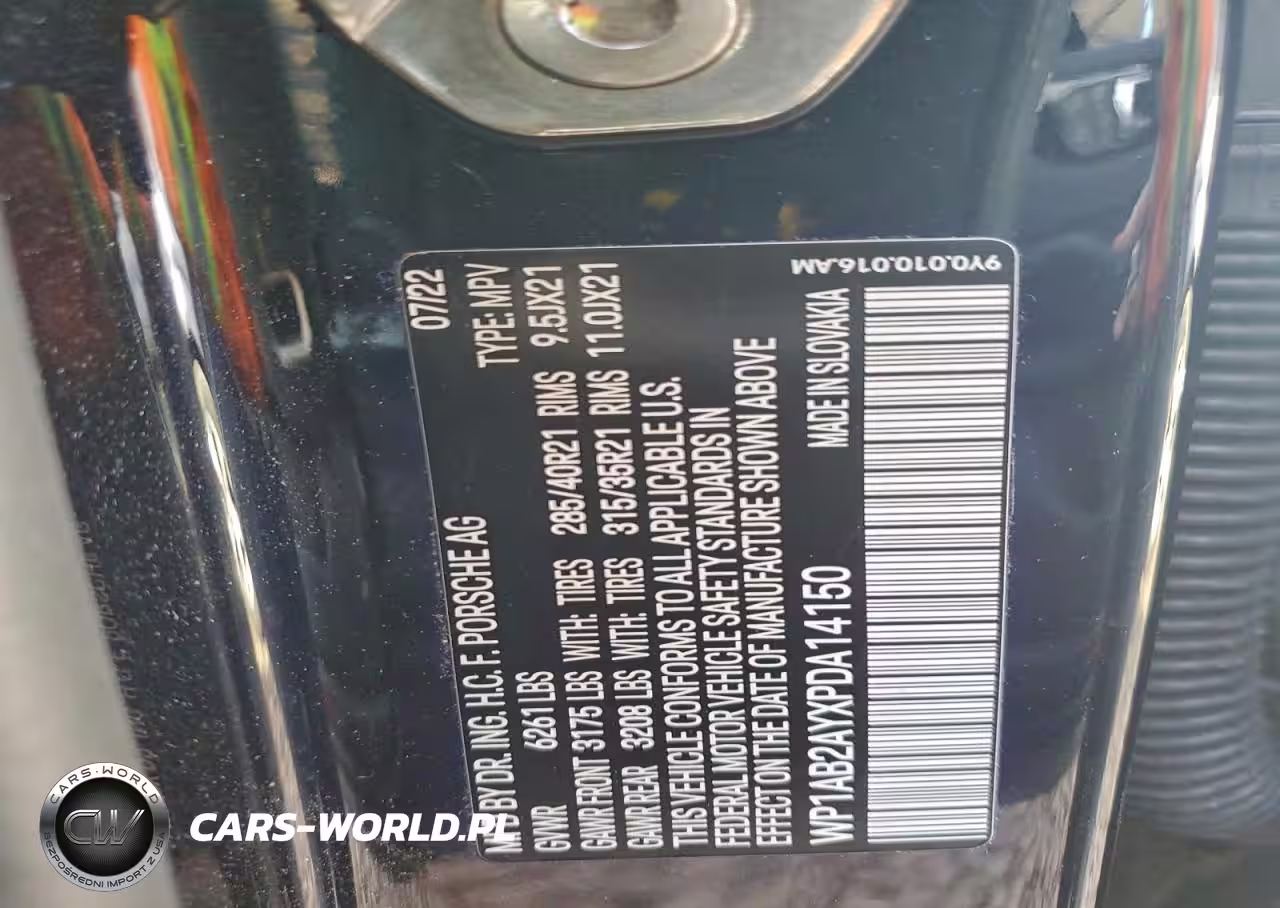 MFD BY DR. ING. H.C. F. PORSCHE AG 07/22
GVWR 6261 LBS TYPE: MPV
GAWR FRONT 3175 LBS WITH: TIRES 285/40R21 RIMS 9.5JX21
GAWR REAR 3208 LBS WITH: TIRES 315/35R21 RIMS 11.0JX21
THIS VEHICLE CONFORMS TO ALL APPLICABLE U.S.
FEDERAL MOTOR VEHICLE SAFETY STANDARDS IN
EFFECT ON THE DATE OF MANUFACTURE SHOWN ABOVE
WP1AB2AYXPDA14150 MADE IN SLOVAKIA
9Y0.010.016.AM
CARS-WORLD
CW
BEZPOŚREDNI IMPORT Z USA
CARS-WORLD.PL